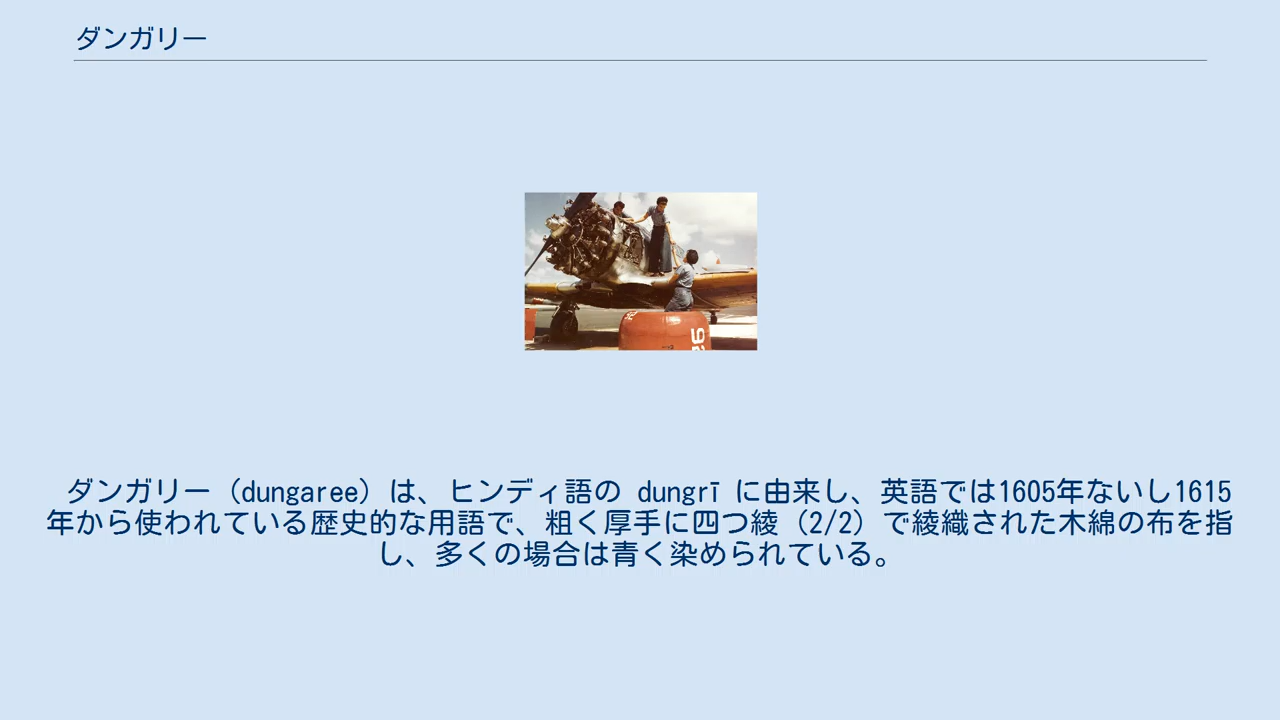 ダンガリー
ダンガリー（dungaree）は、ヒンディ語の dungrī に由来し、英語では1605年ないし1615
年から使われている歴史的な用語で、粗く厚手に四つ綾（2/2）で綾織された木綿の布を指
し、多くの場合は青く染められている。